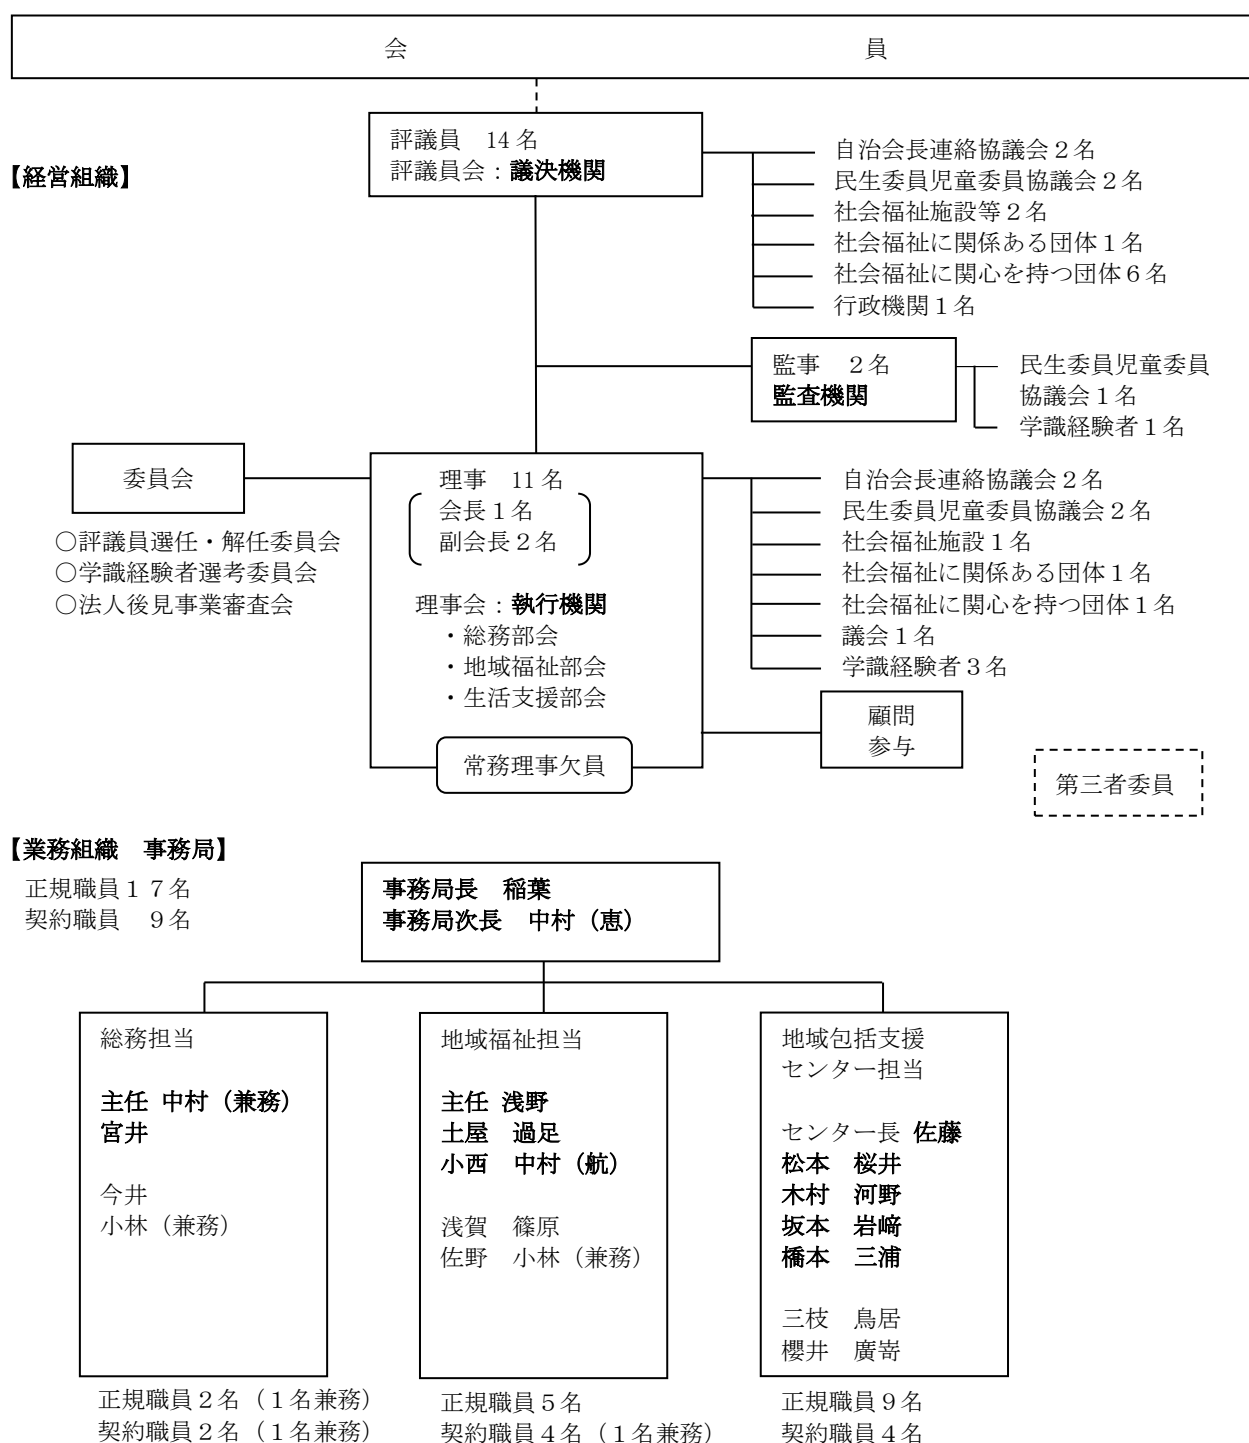 会　員
評議員　14名
評議員会：議決機関
【経営組織】
自治会長連絡協議会２名
民生委員児童委員協議会２名
社会福祉施設等２名
社会福祉に関係ある団体１名
社会福祉に関心を持つ団体６名
行政機関１名
監事　２名
監査機関
民生委員児童委員
協議会１名
学識経験者１名
委員会
○評議員選任・解任委員会
○学識経験者選考委員会
○法人後見事業審査会
理事　11名
会長１名
副会長２名
理事会：執行機関
・総務部会
・地域福祉部会
・生活支援部会
常務理事欠員
自治会長連絡協議会２名
民生委員児童委員協議会２名
社会福祉施設１名
社会福祉に関係ある団体１名
社会福祉に関心を持つ団体１名
議会１名
学識経験者３名
顧問
参与
第三者委員
【業務組織　事務局】
正規職員１７名
契約職員　９名
事務局長　稲葉
事務局次長　中村（恵）
総務担当
主任 中村（兼務）
宮井
今井
小林（兼務）
正規職員２名（１名兼務）
契約職員２名（１名兼務）
地域福祉担当
主任 浅野
土屋　過足
小西　中村（航）
浅賀　篠原
佐野　小林（兼務）
正規職員５名
契約職員４名（１名兼務）
地域包括支援
センター担当
センター長 佐藤
松本　桜井
木村　河野
坂本　岩﨑
橋本　三浦
三枝　鳥居
櫻井　廣嵜
正規職員９名
契約職員４名